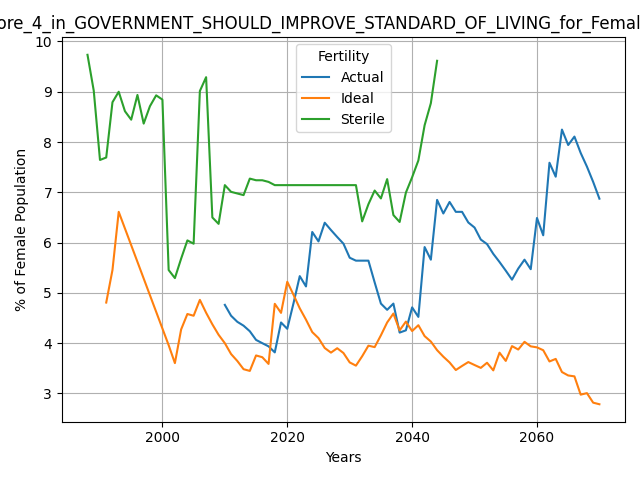 ore_4_in_GOVERNMENT_SHOULD_IMPROVE_STANDARD_OF_LIVING_for_Femal
Fertility
Actual
Ideal
Sterile
% of Female Population
10
9
8
7
6
5
4
3
2000
2020
2040
2060
Years